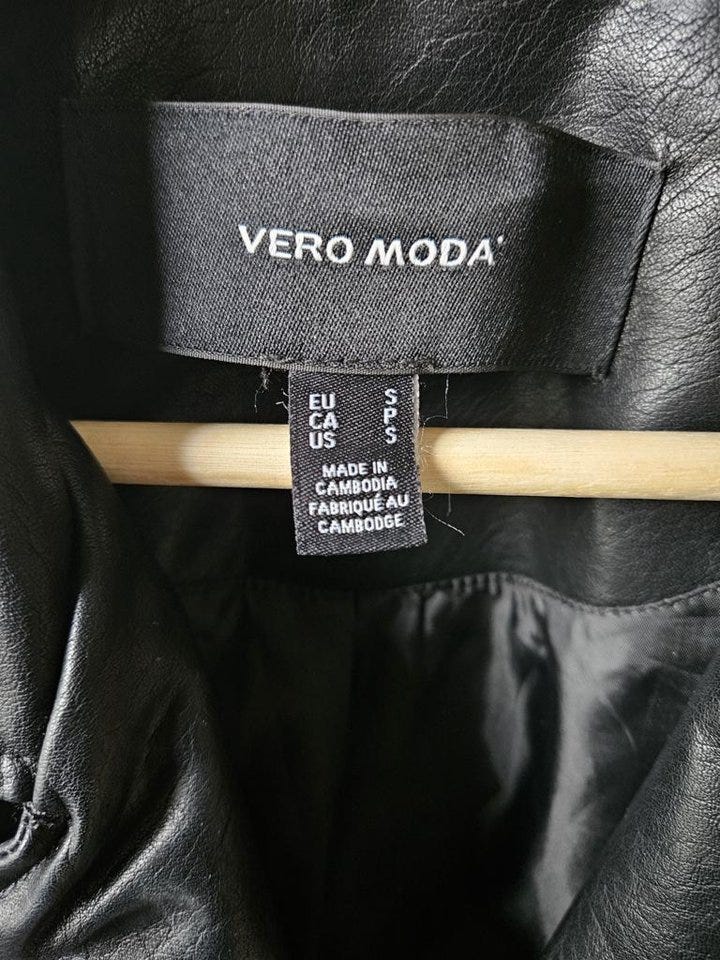 VERO MODA
EU S
CA P
US S
MADE IN
CAMBODIA
FABRIQUÉ AU
CAMBODGE